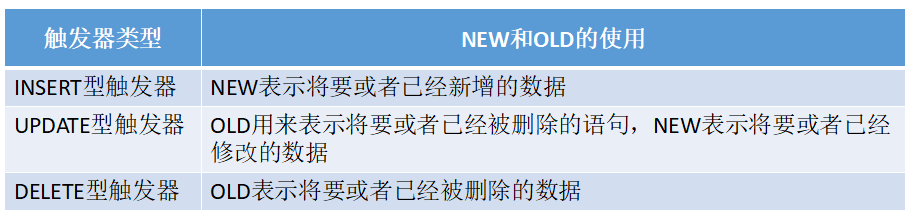 触发器类型 NEW和OLD的使用
INSERT型触发器 NEW表示将要或者已经新增的数据
UPDATE型触发器 OLD用来表示将要或者已经被删除的语句，NEW表示将要或者已经
修改的数据
DELETE型触发器 OLD表示将要或者已经被删除的数据